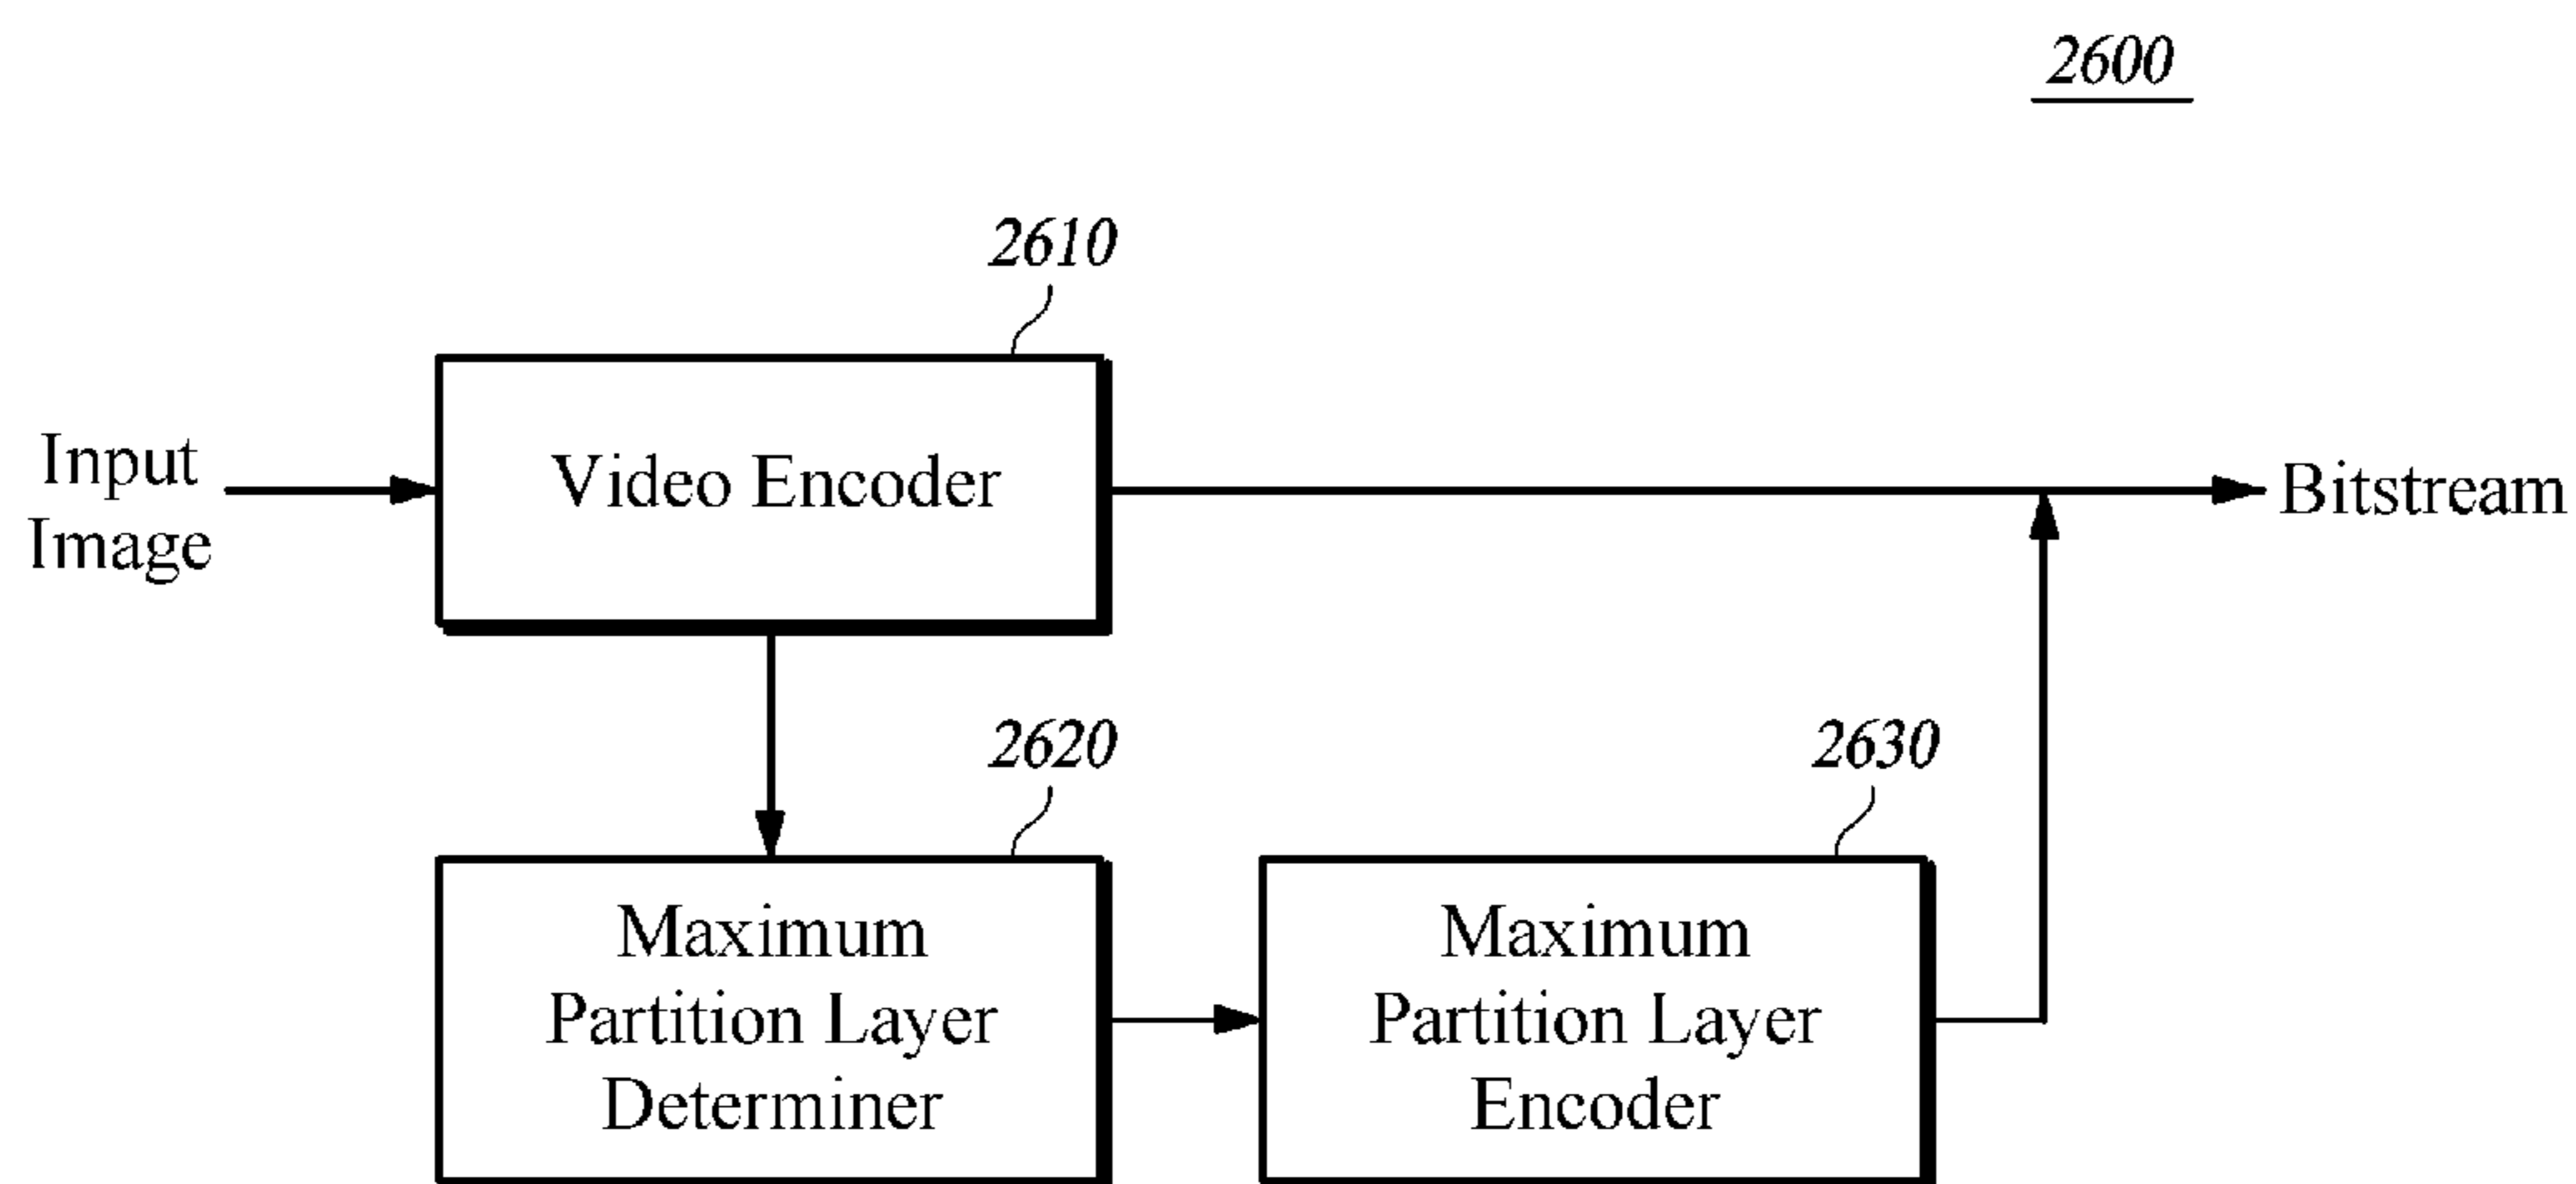 2600
2610
Input
Image
Video Encoder
Bitstream
2620
2630
Maximum
Partition Layer
Determiner
Maximum
Partition Layer
Encoder